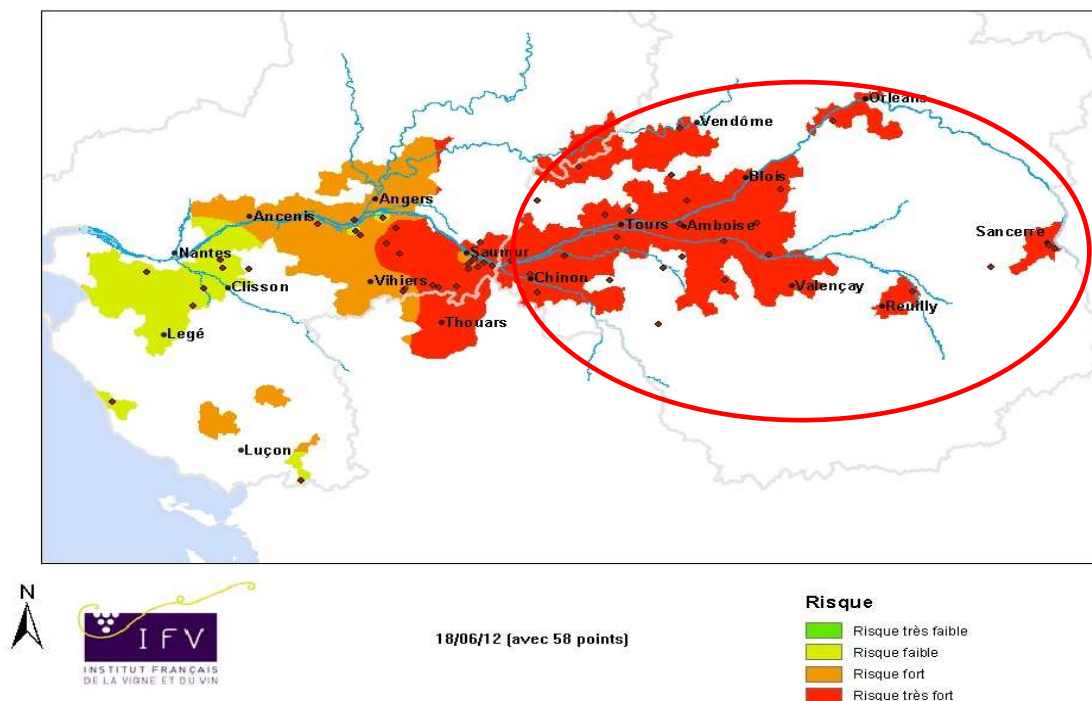 Orléans
Vendôme
Blois
Angers
Ancenis
Tours
Amboise
Sancerre
Nantes
Saumur
Chinon
Clisson
Vihiers
Valençay
Reuilly
Thouars
Legé
Luçon
N
IFV
INSTITUT FRANÇAIS
DE LA VIGNE ET DU VIN
18/06/12 (avec 58 points)
Risque
Risque très faible
Risque faible
Risque fort
Risque très fort